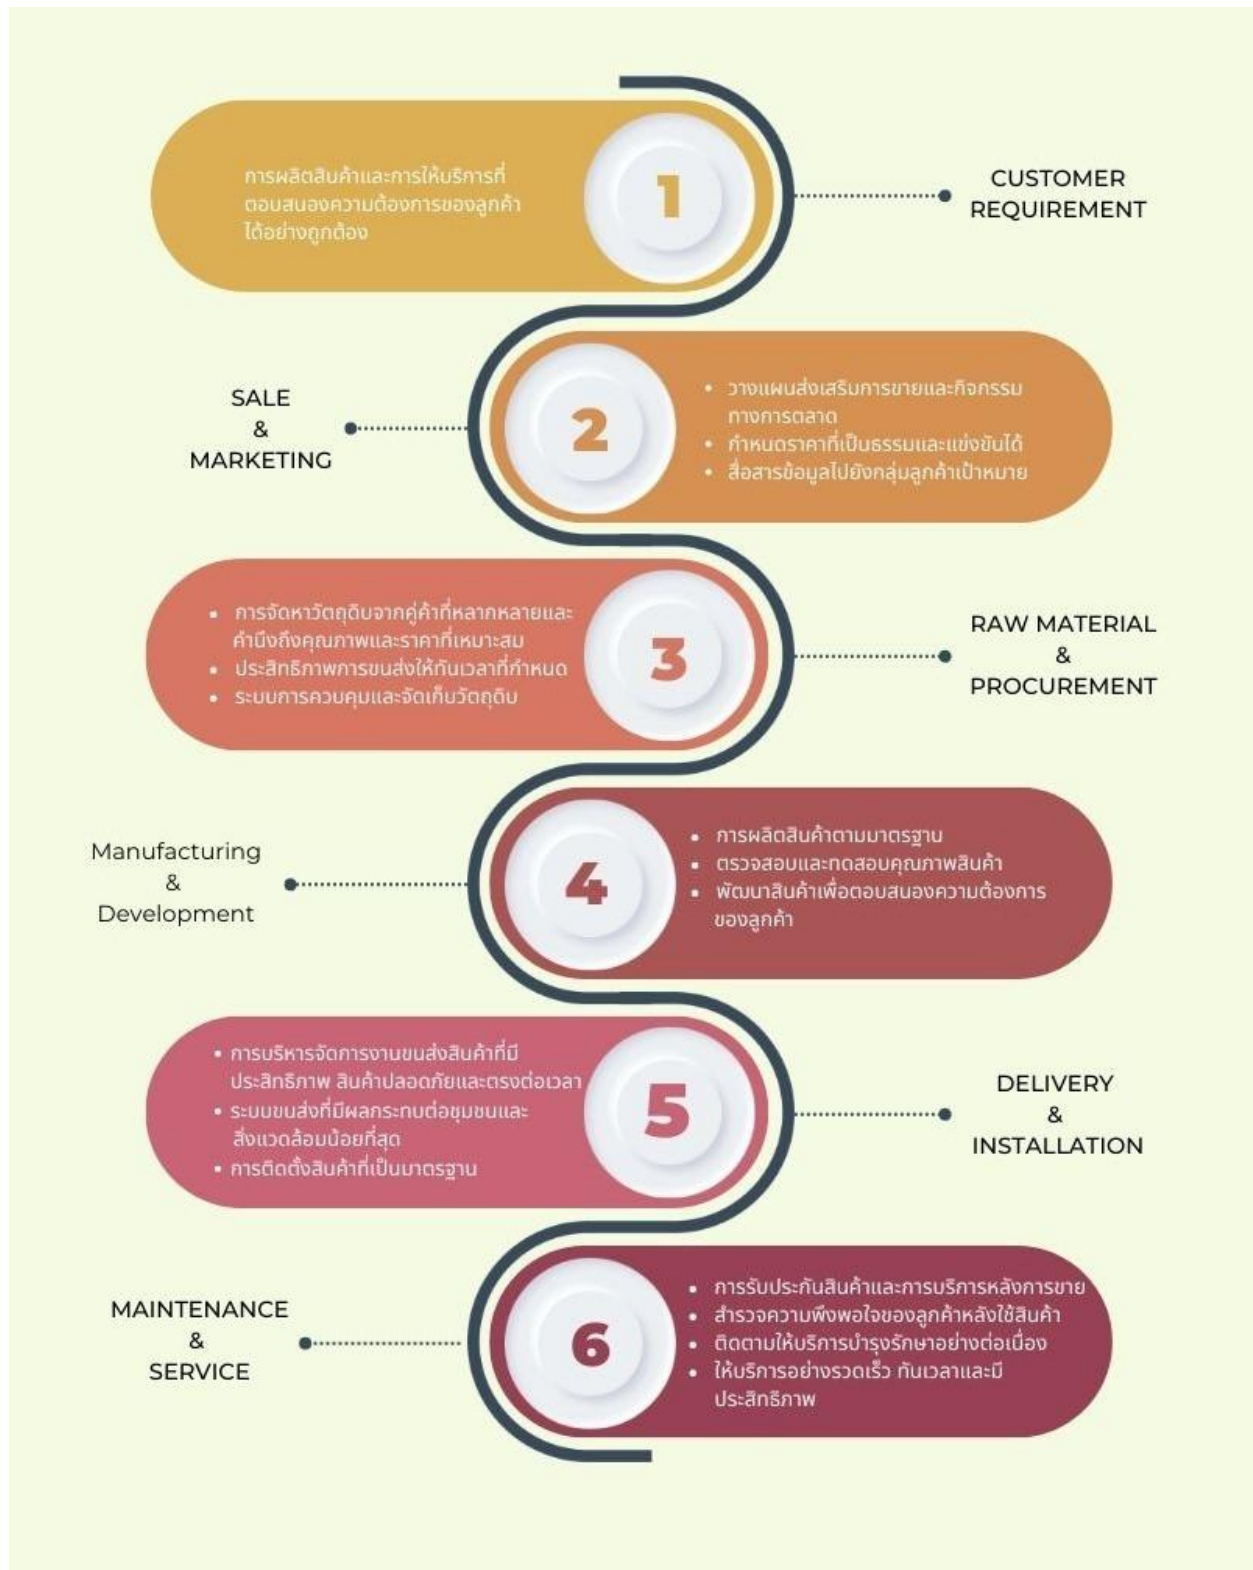 การผลิตสินค้าและการให้บริการที่
ตอบสนองความต้องการของลูกค้า
ได้อย่างถูกต้อง
1
CUSTOMER
REQUIREMENT
SALE
&
MARKETING
2
• วางแผนส่งเสริมการขายและกิจกรรม
ทางการตลาด
• กำหนดราคาที่เป็นธรรมและแข่งขันได้
• สื่อสารข้อมูลไปยังกลุ่มลูกค้าเป้าหมาย
• การจัดหาวัตถุดิบจากคู่ค้าที่หลากหลายและ
คำนึงถึงคุณภาพและราคาที่เหมาะสม
• ประสิทธิภาพการขนส่งให้ทันเวลาที่กำหนด
• ระบบการควบคุมและจัดเก็บวัตถุดิบ
3
RAW MATERIAL
&
PROCUREMENT
Manufacturing
&
Development
4
• การผลิตสินค้าตามมาตรฐาน
• ตรวจสอบและทดสอบคุณภาพสินค้า
• พัฒนาสินค้าเพื่อตอบสนองความต้องการ
ของลูกค้า
• การบริหารจัดการงานขนส่งสินค้าที่มี
ประสิทธิภาพ สินค้าปลอดภัยและตรงต่อเวลา
• ระบบขนส่งที่มีผลกระทบต่อชุมชนและ
สิ่งแวดล้อมน้อยที่สุด
• การติดตั้งสินค้าที่เป็นมาตรฐาน
5
DELIVERY
&
INSTALLATION
MAINTENANCE
&
SERVICE
6
• การรับประกันสินค้าและการบริการหลังการขาย
• สำรวจความพึงพอใจของลูกค้าหลังใช้สินค้า
• ติดตามให้บริการบำรุงรักษาอย่างต่อเนื่อง
• ให้บริการอย่างรวดเร็ว ทันเวลาและมี
ประสิทธิภาพ